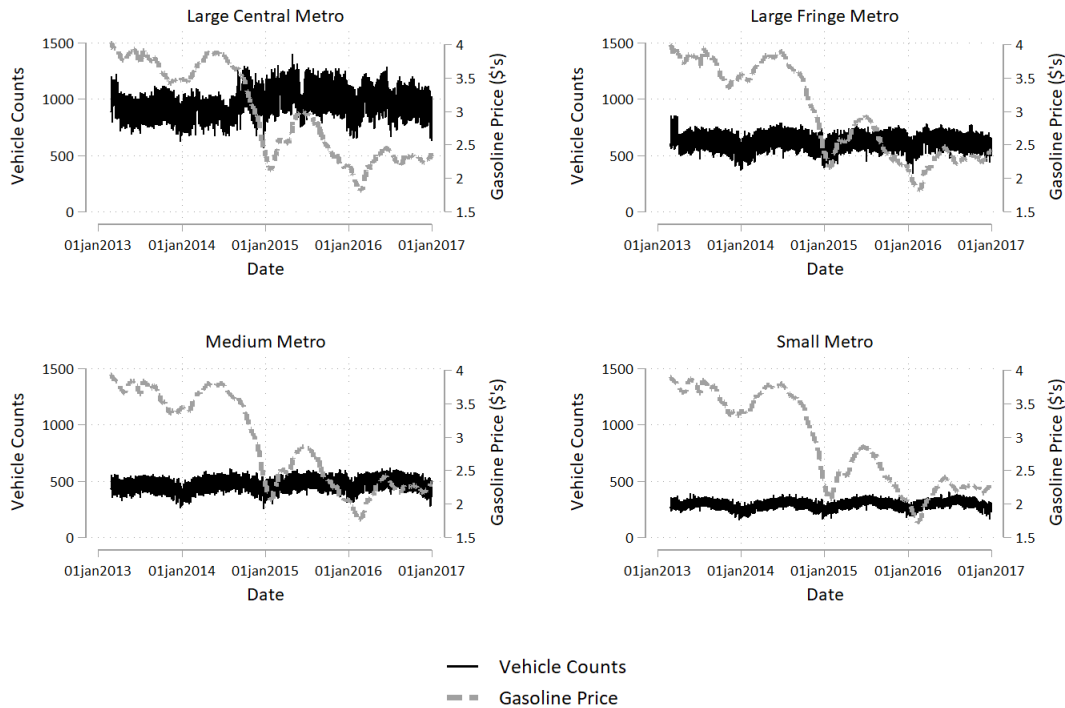 Large Central Metro
1500
1000
500
0
Vehicle Counts
4
3.5
3
2.5
2
1.5
Gasoline Price ($'s)
01jan2013 01jan2014 01jan2015 01jan2016 01jan2017
Date
Large Fringe Metro
1500
1000
500
0
Vehicle Counts
4
3.5
3
2.5
2
1.5
Gasoline Price ($'s)
01jan2013 01jan2014 01jan2015 01jan2016 01jan2017
Date
Medium Metro
1500
1000
500
0
Vehicle Counts
4
3.5
3
2.5
2
1.5
Gasoline Price ($'s)
01jan2013 01jan2014 01jan2015 01jan2016 01jan2017
Date
Small Metro
1500
1000
500
0
Vehicle Counts
4
3.5
3
2.5
2
1.5
Gasoline Price ($'s)
01jan2013 01jan2014 01jan2015 01jan2016 01jan2017
Date
Vehicle Counts
Gasoline Price